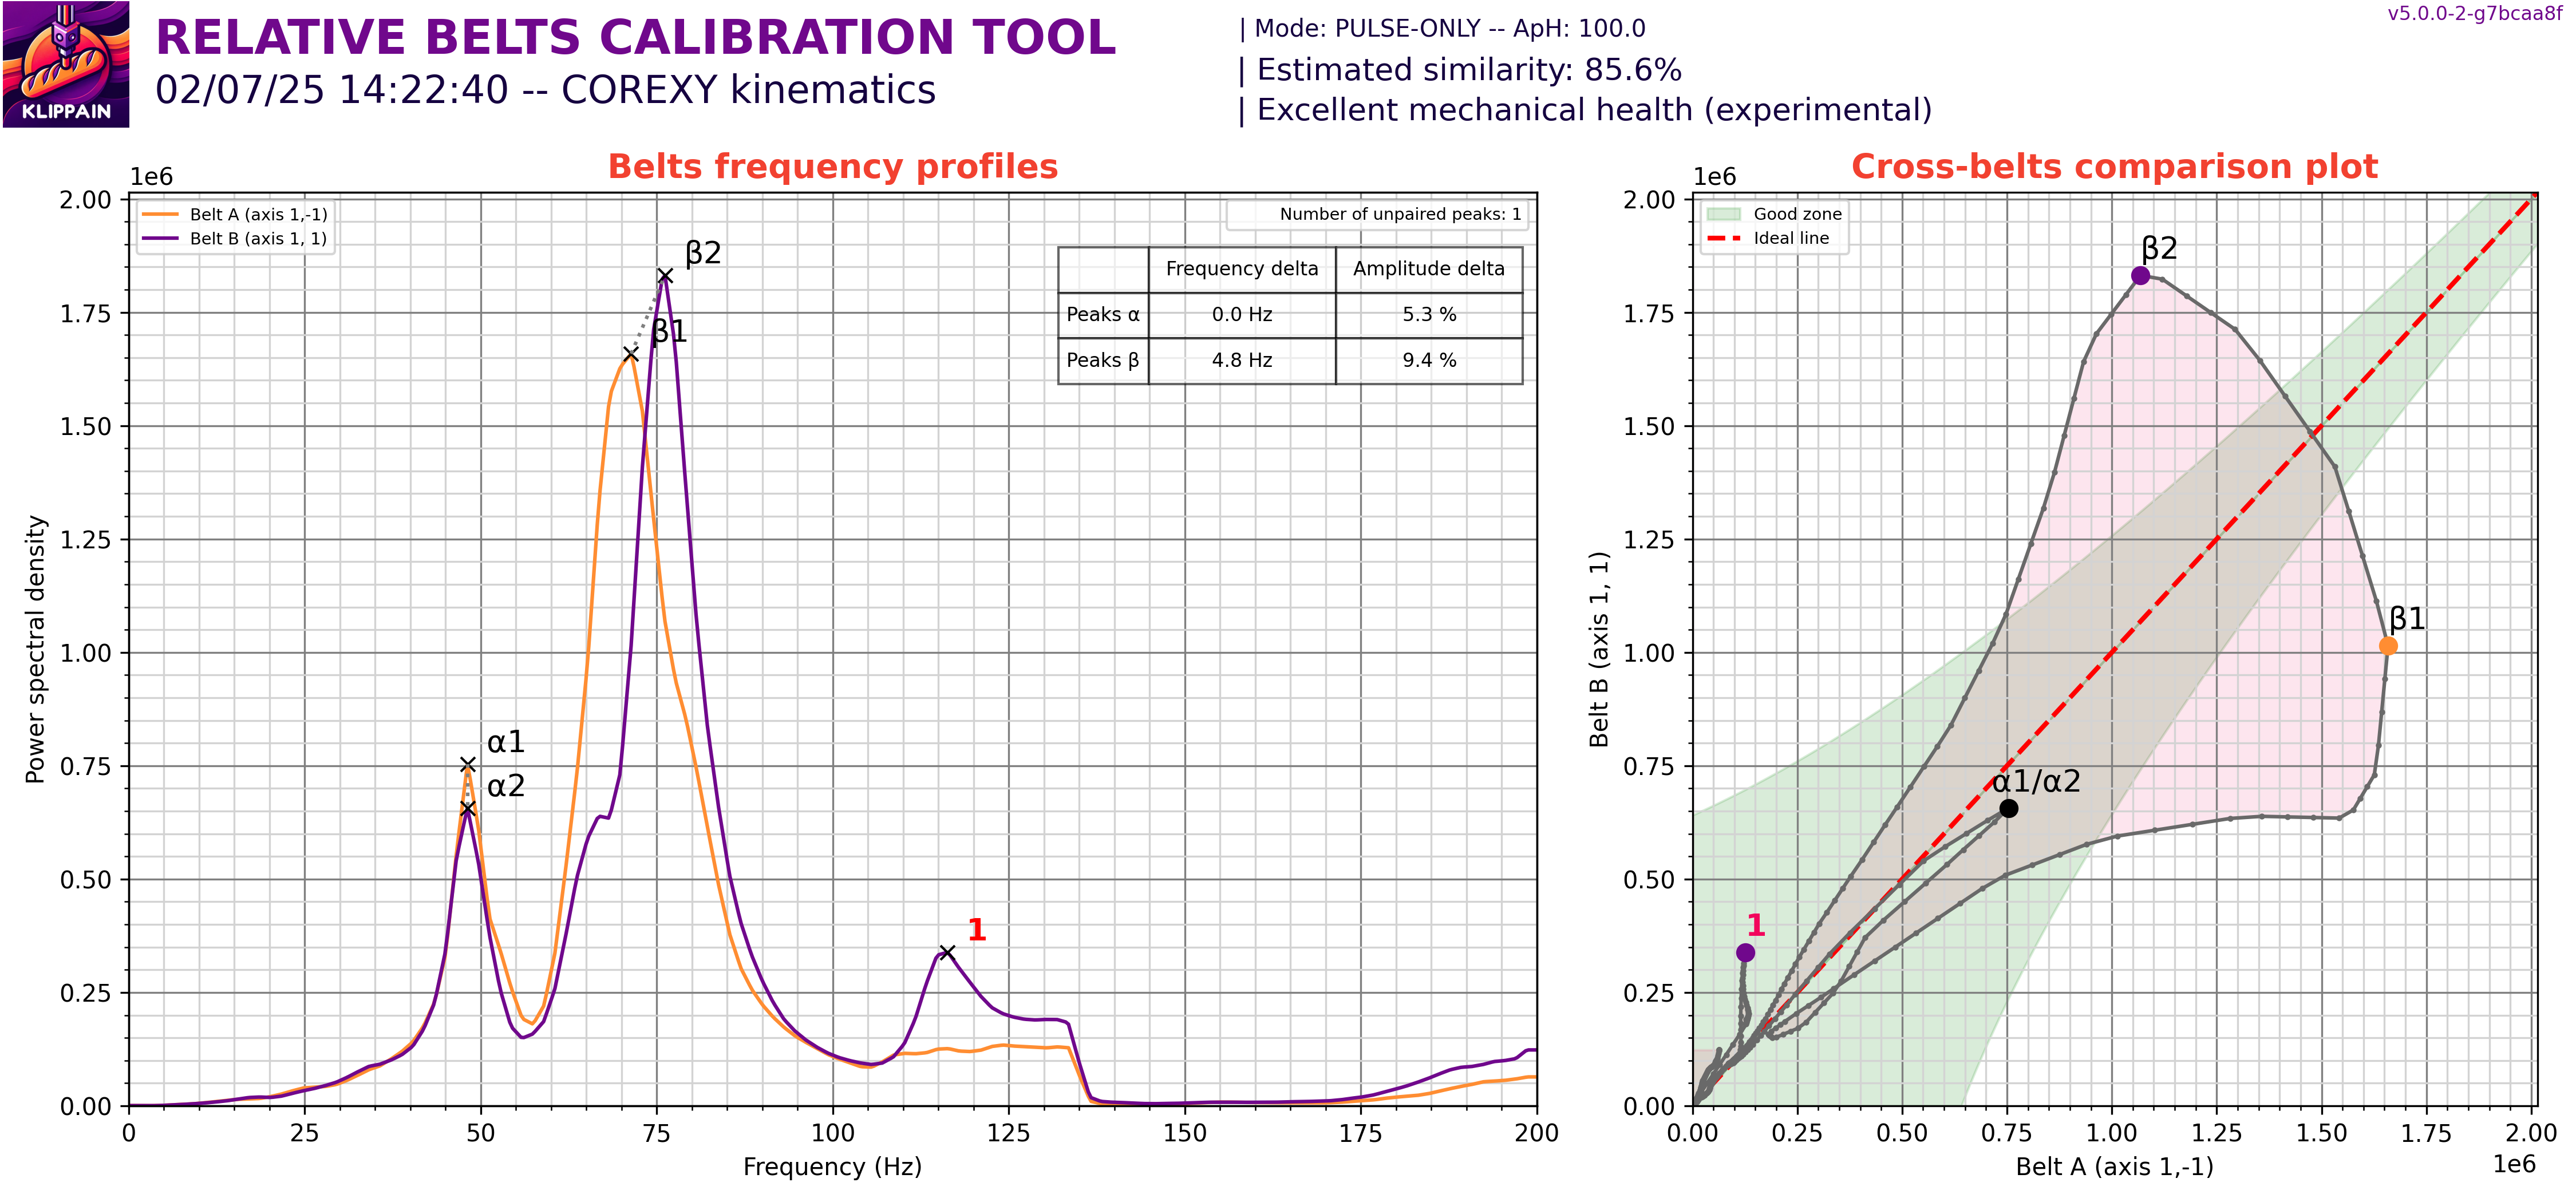 v5.0.0-2-g7bcaa8f
KLIPPAIN
RELATIVE BELTS CALIBRATION TOOL
02/07/25 14:22:40 -- COREXY kinematics
| Mode: PULSE-ONLY -- ApH: 100.0
| Estimated similarity: 85.6%
| Excellent mechanical health (experimental)
Belts frequency profiles
1e6
Belt A (axis 1,-1)
Belt B (axis 1, 1)
Number of unpaired peaks: 1
Frequency delta Amplitude delta
Peaks α 0.0 Hz 5.3 %
Peaks β 4.8 Hz 9.4 %
β2
β1
α1
α2
1
2.00
1.75
1.50
1.25
1.00
0.75
0.50
0.25
0.00
Power spectral density
0 25 50 75 100 125 150 175 200
Frequency (Hz)
Cross-belts comparison plot
1e6
Good zone
Ideal line
β2
β1
α1/α2
1
2.00
1.75
1.50
1.25
1.00
0.75
0.50
0.25
0.00
Belt B (axis 1, 1)
0.00 0.25 0.50 0.75 1.00 1.25 1.50 1.75 2.00
Belt A (axis 1,-1)
1e6